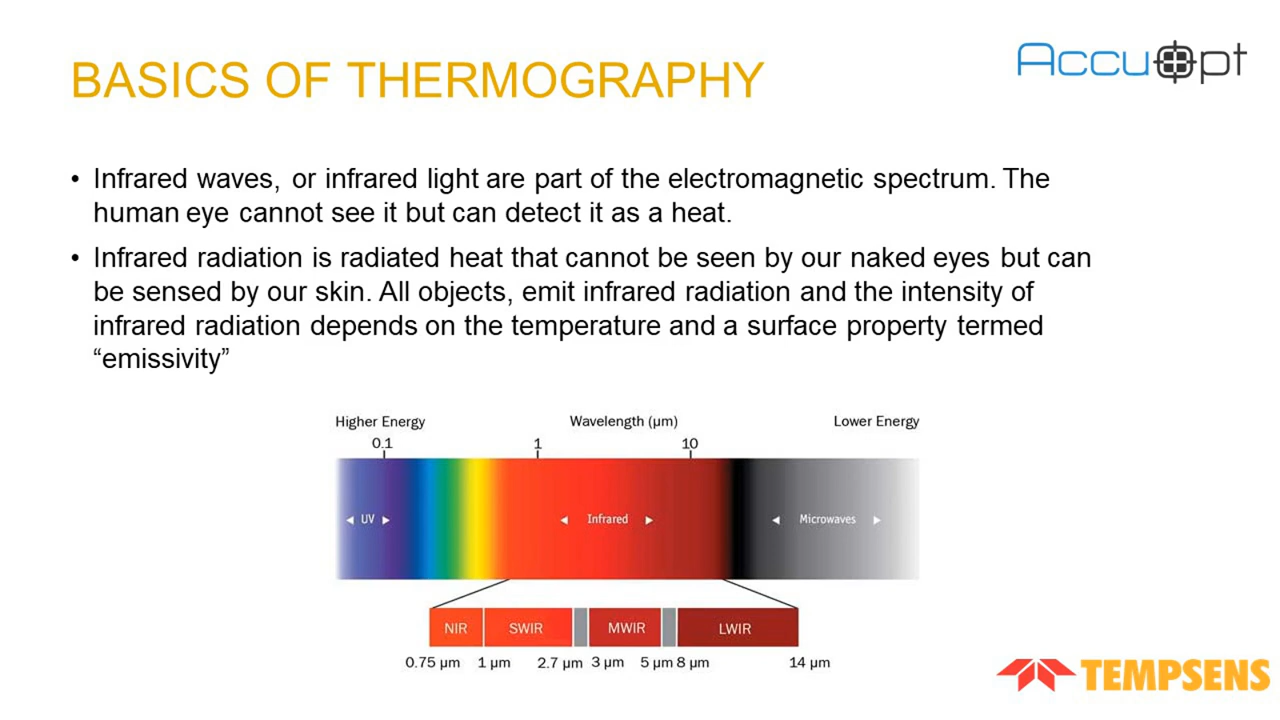 BASICS OF THERMOGRAPHY
Accu pt
• Infrared waves, or infrared light are part of the electromagnetic spectrum. The
human eye cannot see it but can detect it as a heat.
• Infrared radiation is radiated heat that cannot be seen by our naked eyes but can
be sensed by our skin. All objects, emit infrared radiation and the intensity of
infrared radiation depends on the temperature and a surface property termed
“emissivity”
Higher Energy Wavelength (µm) Lower Energy
0.1 1 10
UV Infrared Microwaves
NIR SWIR MWIR LWIR
0.75 µm 1 µm 2.7 µm 3 µm 5 µm 8 µm 14 µm
TEMPSENS